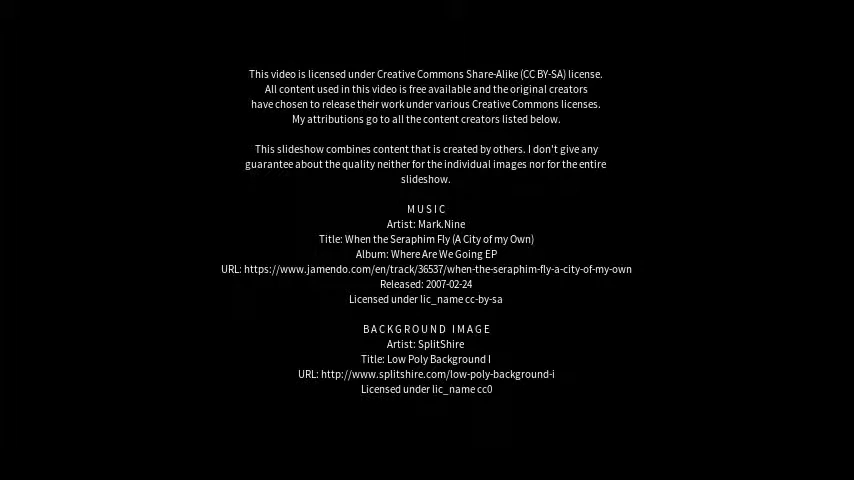 This video is licensed under Creative Commons Share-Alike (CC BY-SA) license.
All content used in this video is free available and the original creators
have chosen to release their work under various Creative Commons licenses.
My attributions go to all the content creators listed below.
This slideshow combines content that is created by others. I don't give any
guarantee about the quality neither for the individual images nor for the entire
slideshow.
MUSIC
Artist: Mark.Nine
Title: When the Seraphim Fly (A City of my Own)
Album: Where Are We Going EP
URL: https://www.jamendo.com/en/track/36537/when-the-seraphim-fly-a-city-of-my-own
Released: 2007-02-24
Licensed under lic_name cc-by-sa
BACKGROUND IMAGE
Artist: SplitShire
Title: Low Poly Background I
URL: http://www.splitshire.com/low-poly-background-i
Licensed under lic_name cc0